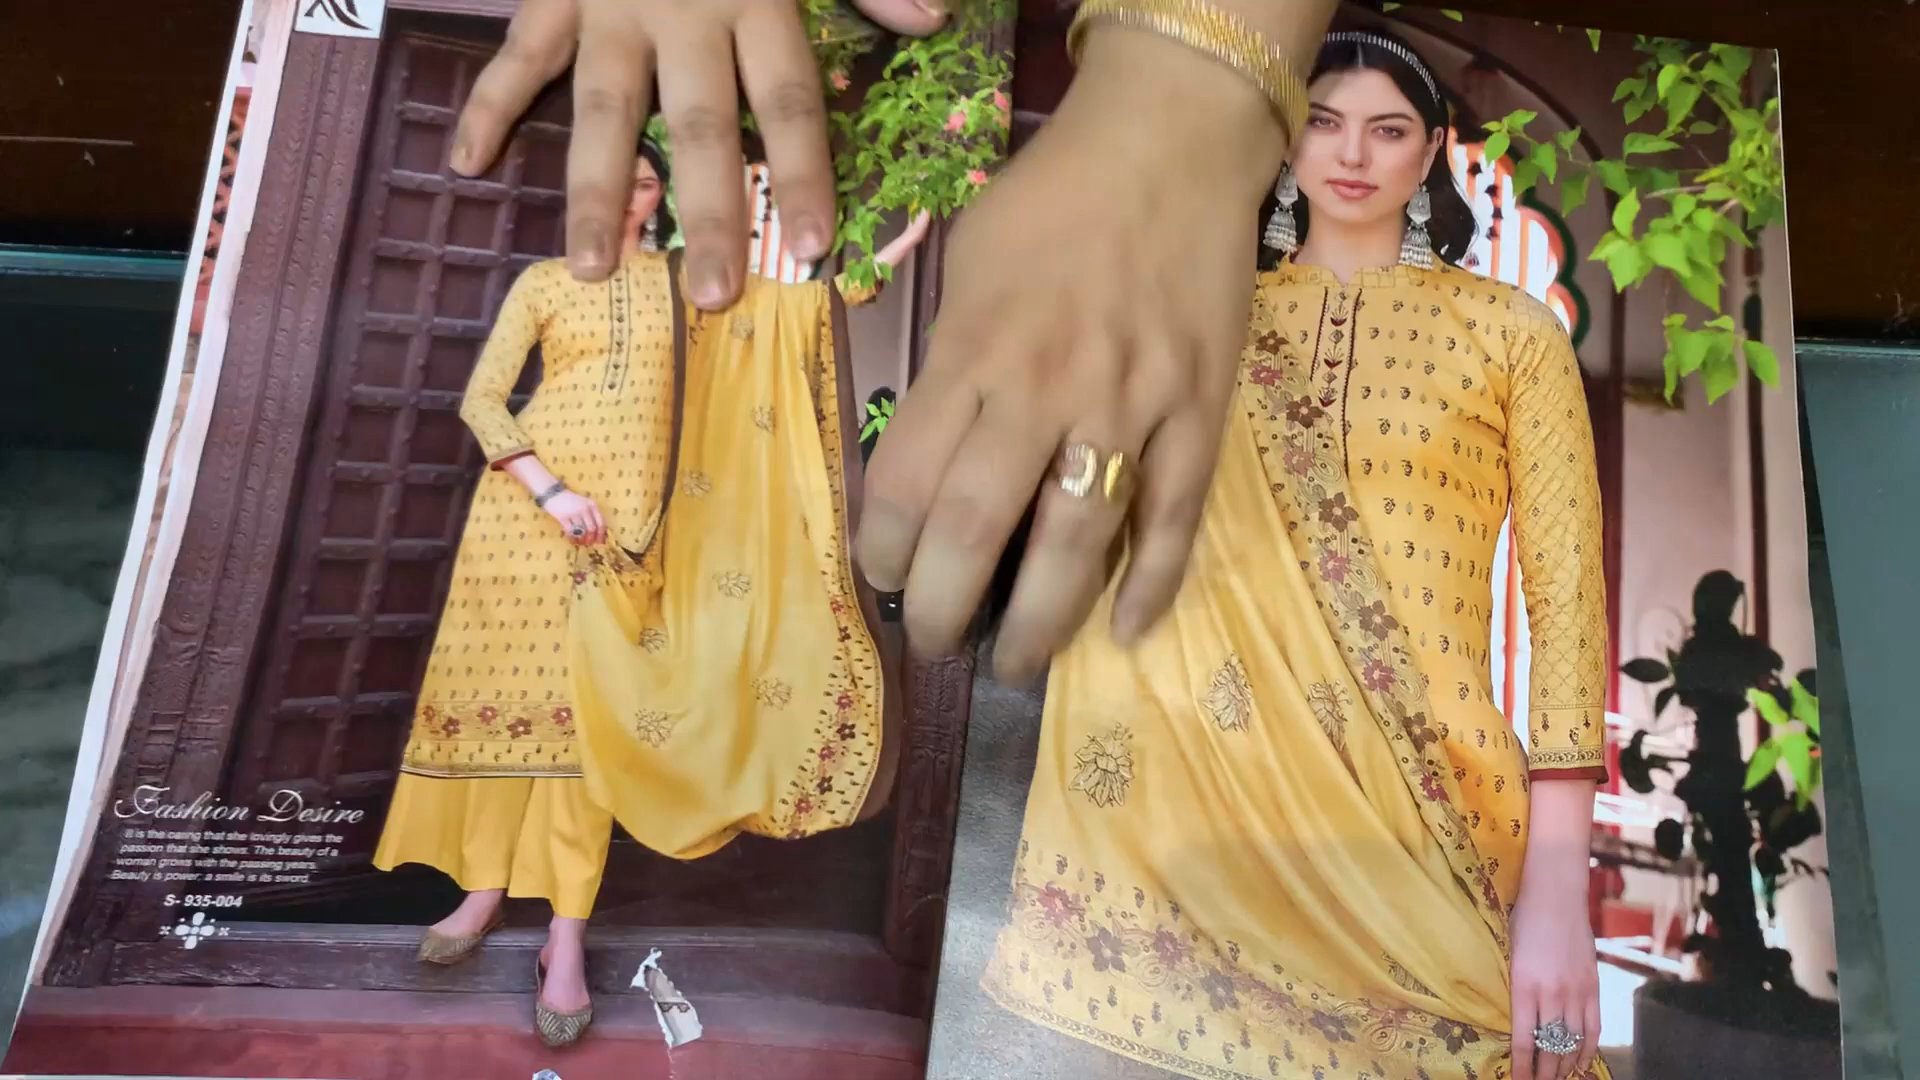 Fashion Desire
It is the caring that she lovingly gives the
passion that she shows. The beauty of a
woman grows with the passing years.
Beauty is power; a smile is its sword.
S- 935-004